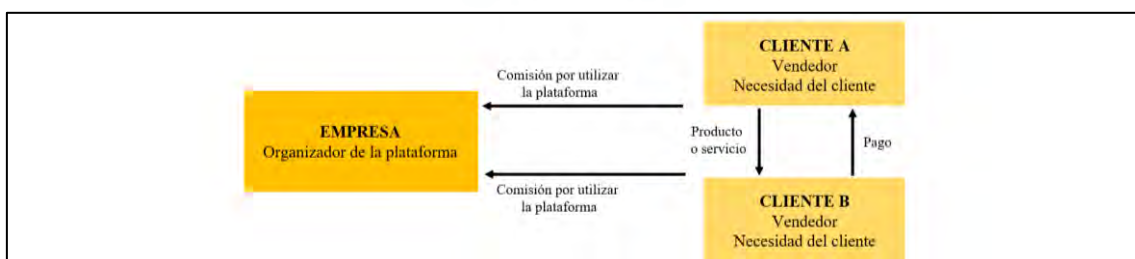 CLIENTE A
Vendedor
Necesidad del cliente
Comisión por utilizar
la plataforma
EMPRESA
Organizador de la plataforma
Producto
o servicio
Pago
Comisión por utilizar
la plataforma
CLIENTE B
Vendedor
Necesidad del cliente